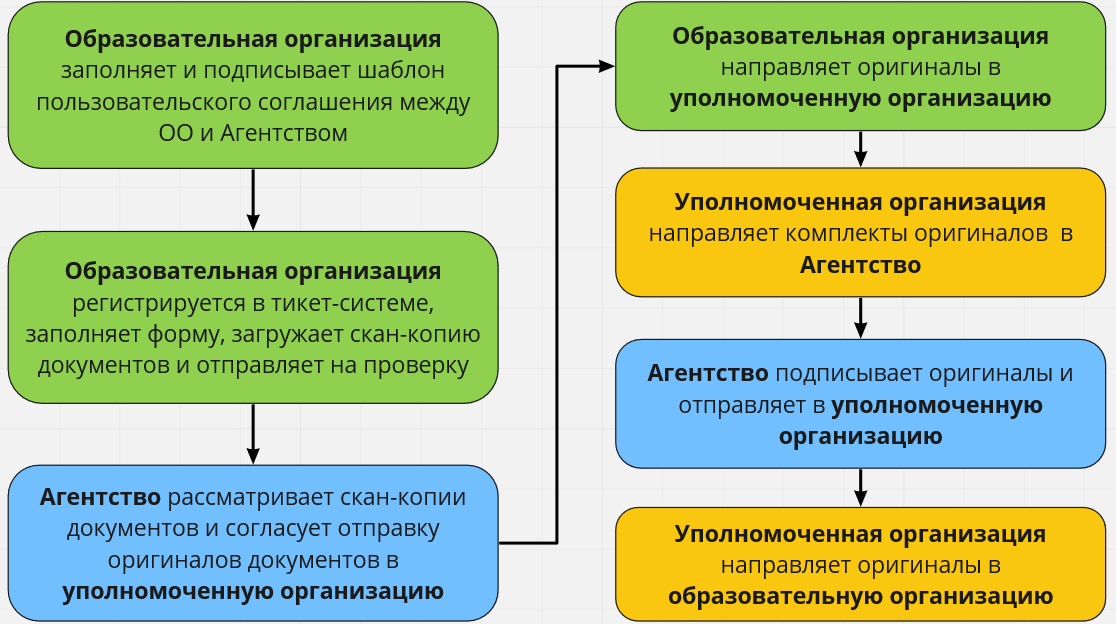 Образовательная организация
заполняет и подписывает шаблон
пользовательского соглашения между
ОО и Агентством
Образовательная организация
регистрируется в тикет-системе,
заполняет форму, загружает скан-копию
документов и отправляет на проверку
Агентство рассматривает скан-копии
документов и согласует отправку
оригиналов документов в
уполномоченную организацию
Образовательная организация
направляет оригиналы в
уполномоченную организацию
Уполномоченная организация
направляет комплекты оригиналов в
Агентство
Агентство подписывает оригиналы и
отправляет в уполномоченную
организацию
Уполномоченная организация
направляет оригиналы в
образовательную организацию